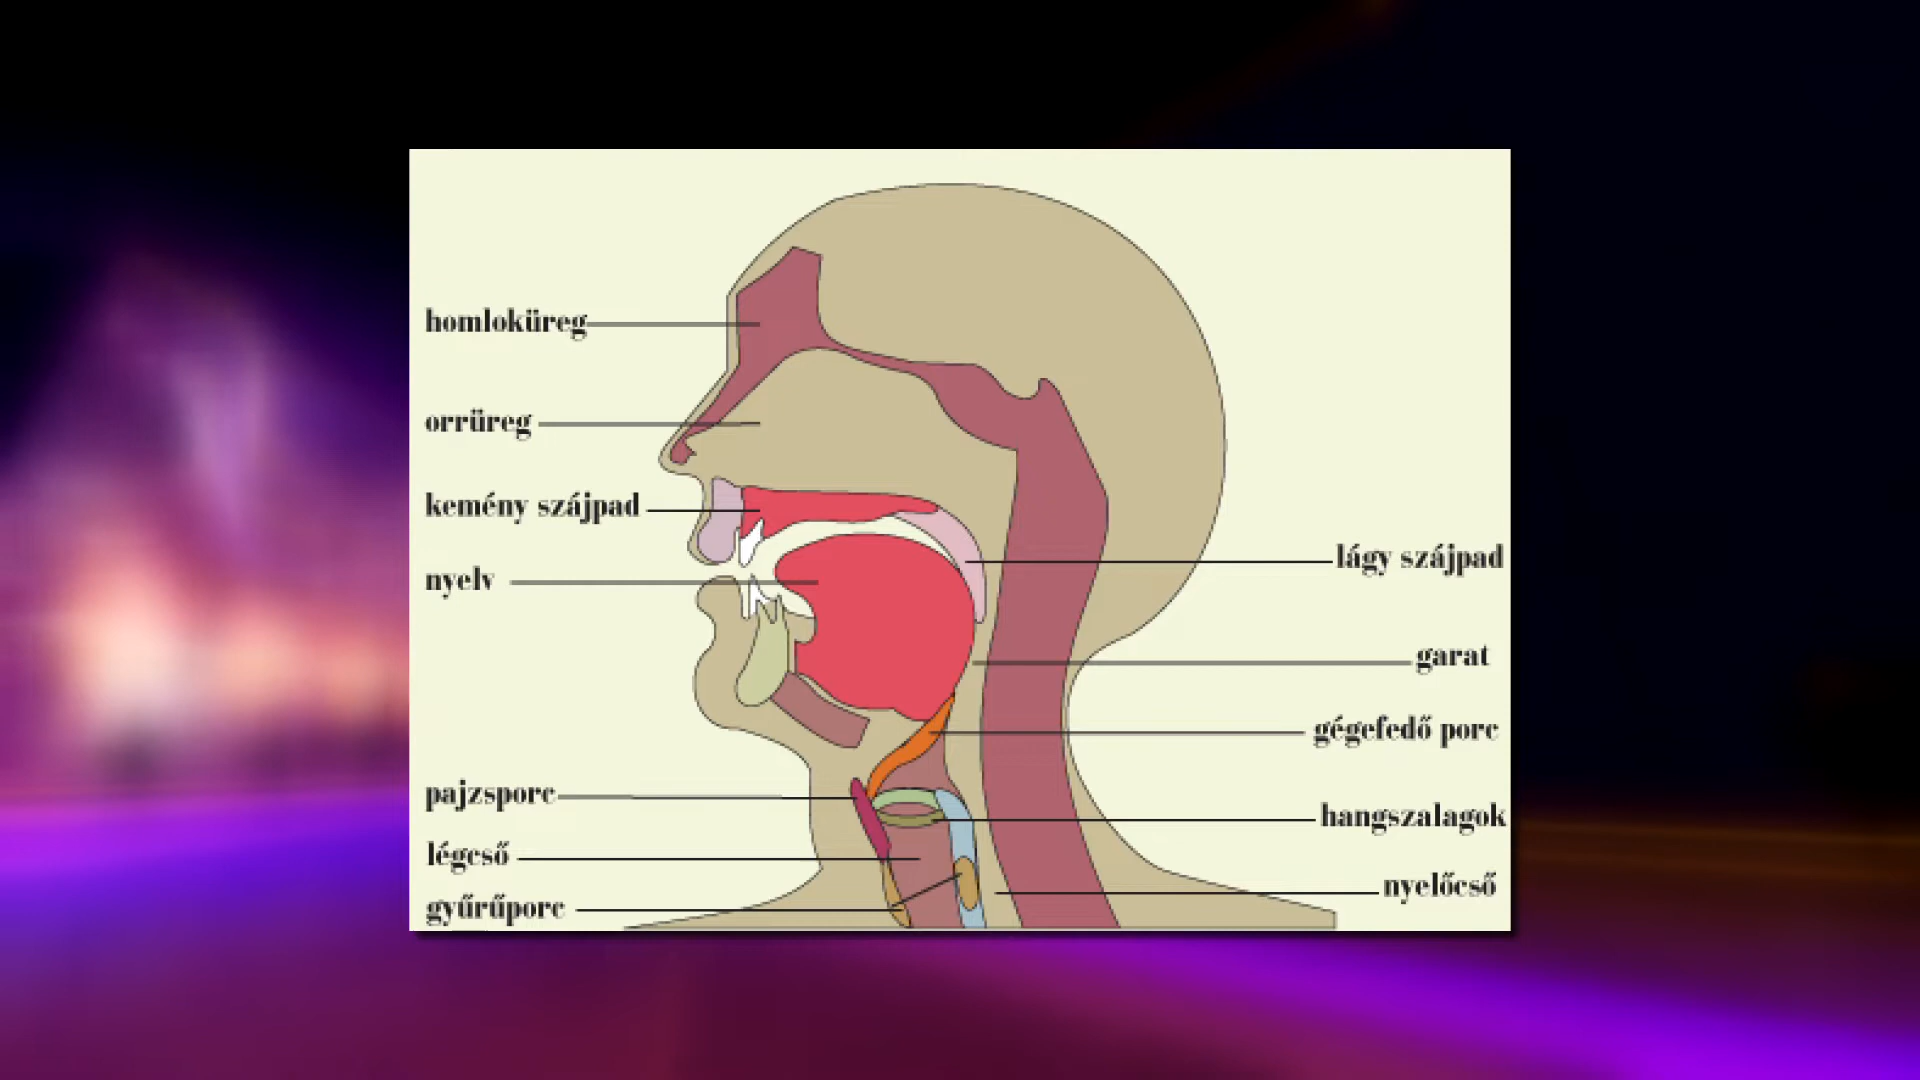 homloküreg
orrüreg
kemény szájpad
nyelv
pajzsporc
légcső
gyűrűporc
lágy szájpad
garat
gégefedő porc
hangszalagok
nyelőcső